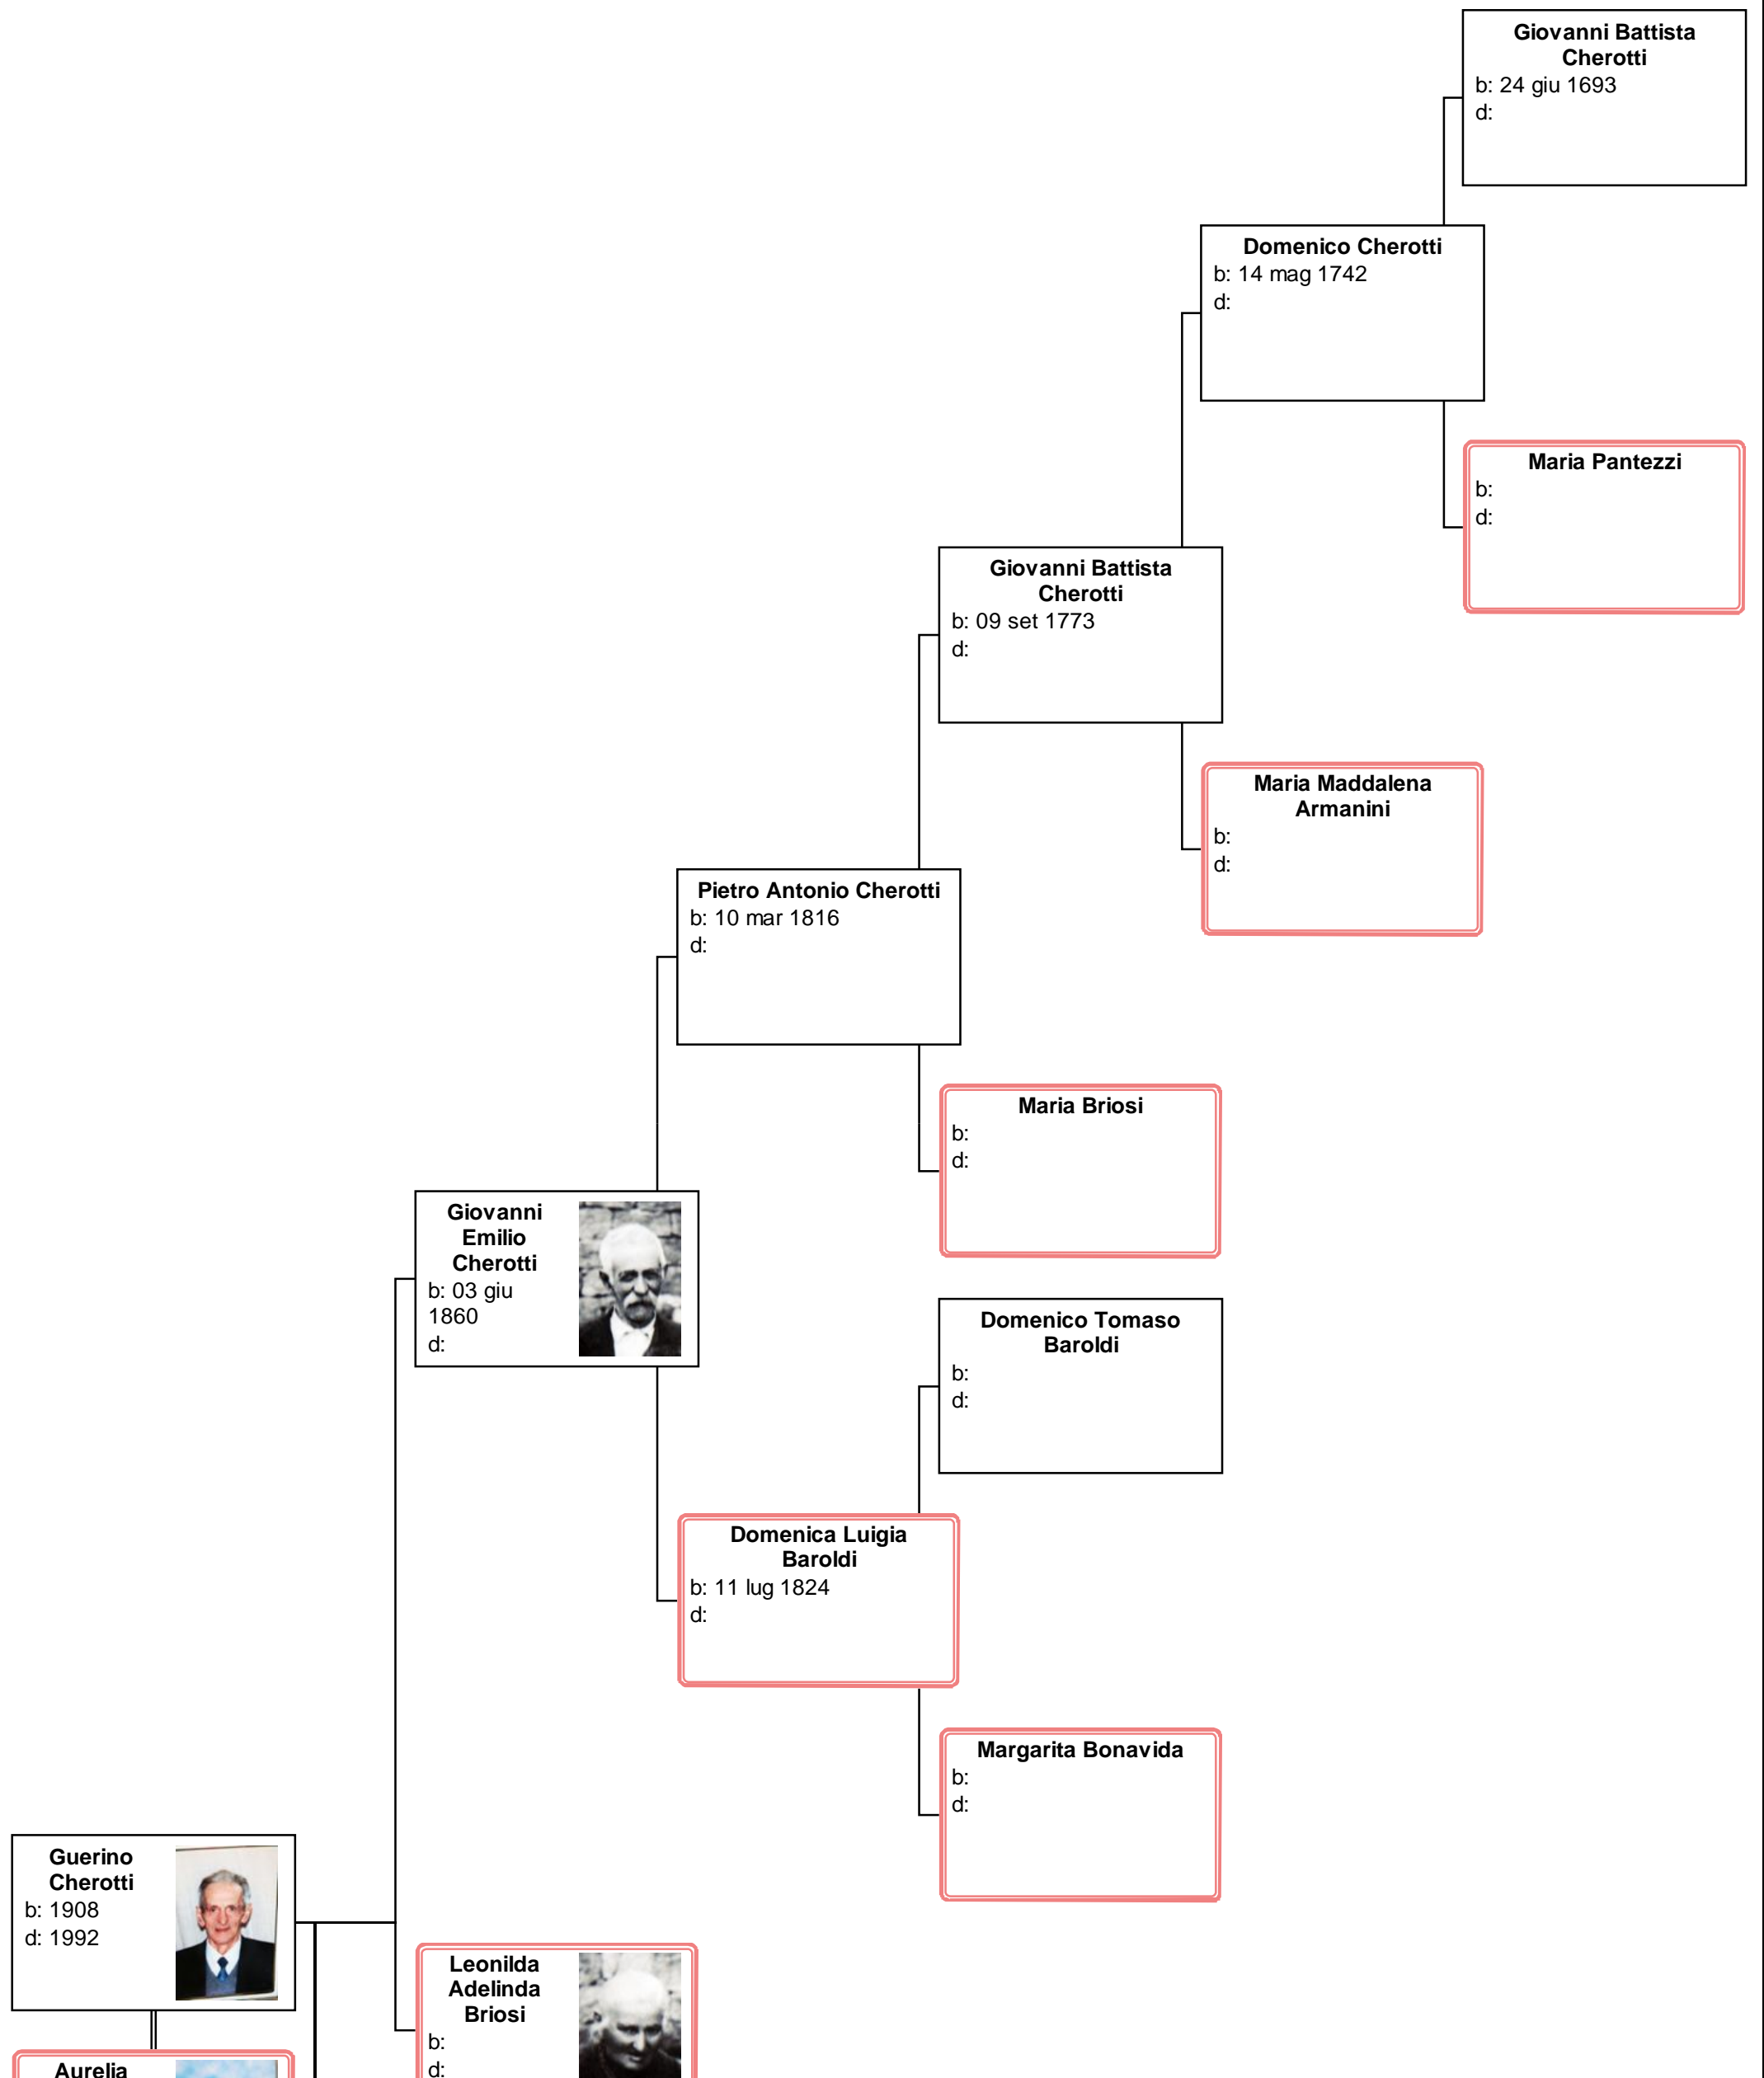 Giovanni Battista
Cherotti
b: 24 giu 1693
d:
Domenico Cherotti
b: 14 mag 1742
d:
Maria Pantezzi
b:
d:
Giovanni Battista
Cherotti
b: 09 set 1773
d:
Maria Maddalena
Armanini
b:
d:
Pietro Antonio Cherotti
b: 10 mar 1816
d:
Maria Briosi
b:
d:
Giovanni
Emilio
Cherotti
b: 03 giu
1860
d:
Domenico Tomaso
Baroldi
b:
d:
Domenica Luigia
Baroldi
b: 11 lug 1824
d:
Margarita Bonavida
b:
d:
Guerino
Cherotti
b: 1908
d: 1992
Leonilda
Adelinda
Briosi
b:
d:
Aurelia